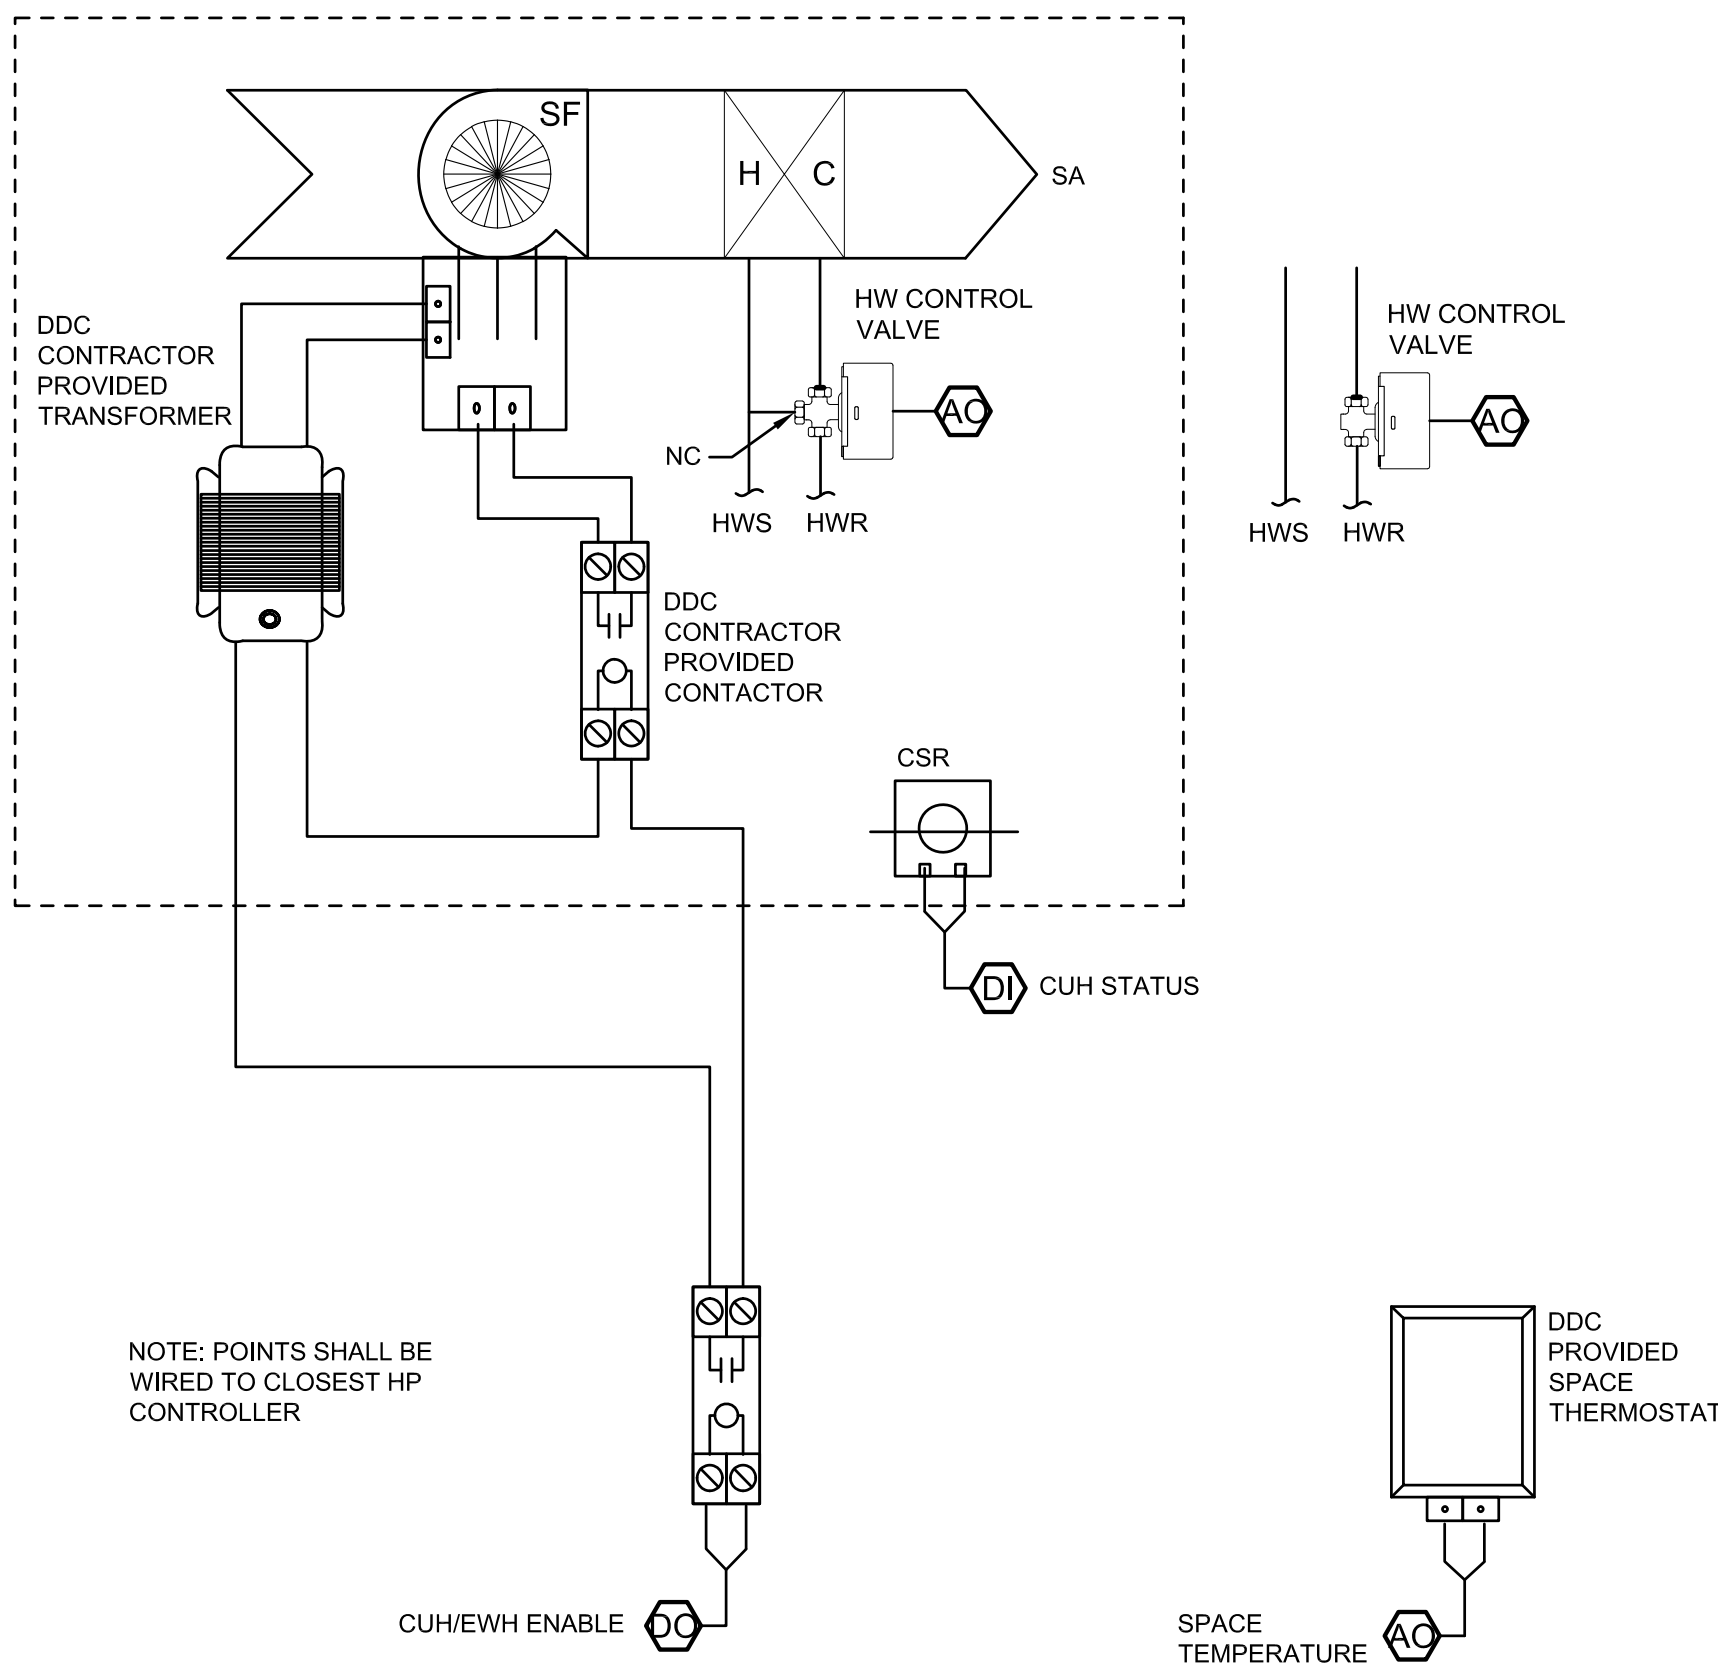 SF
H
C
SA
DDC
CONTRACTOR
PROVIDED
TRANSFORMER
HW CONTROL
VALVE
AO
NC
HWS
HWR
HW CONTROL
VALVE
AO
HWS
HWR
DDC
CONTRACTOR
PROVIDED
CONTACTOR
CSR
DI
CUH STATUS
NOTE: POINTS SHALL BE
WIRED TO CLOSEST HP
CONTROLLER
DDC
PROVIDED
SPACE
THERMOSTAT
CUH/EWH ENABLE
DO
SPACE
TEMPERATURE
AO